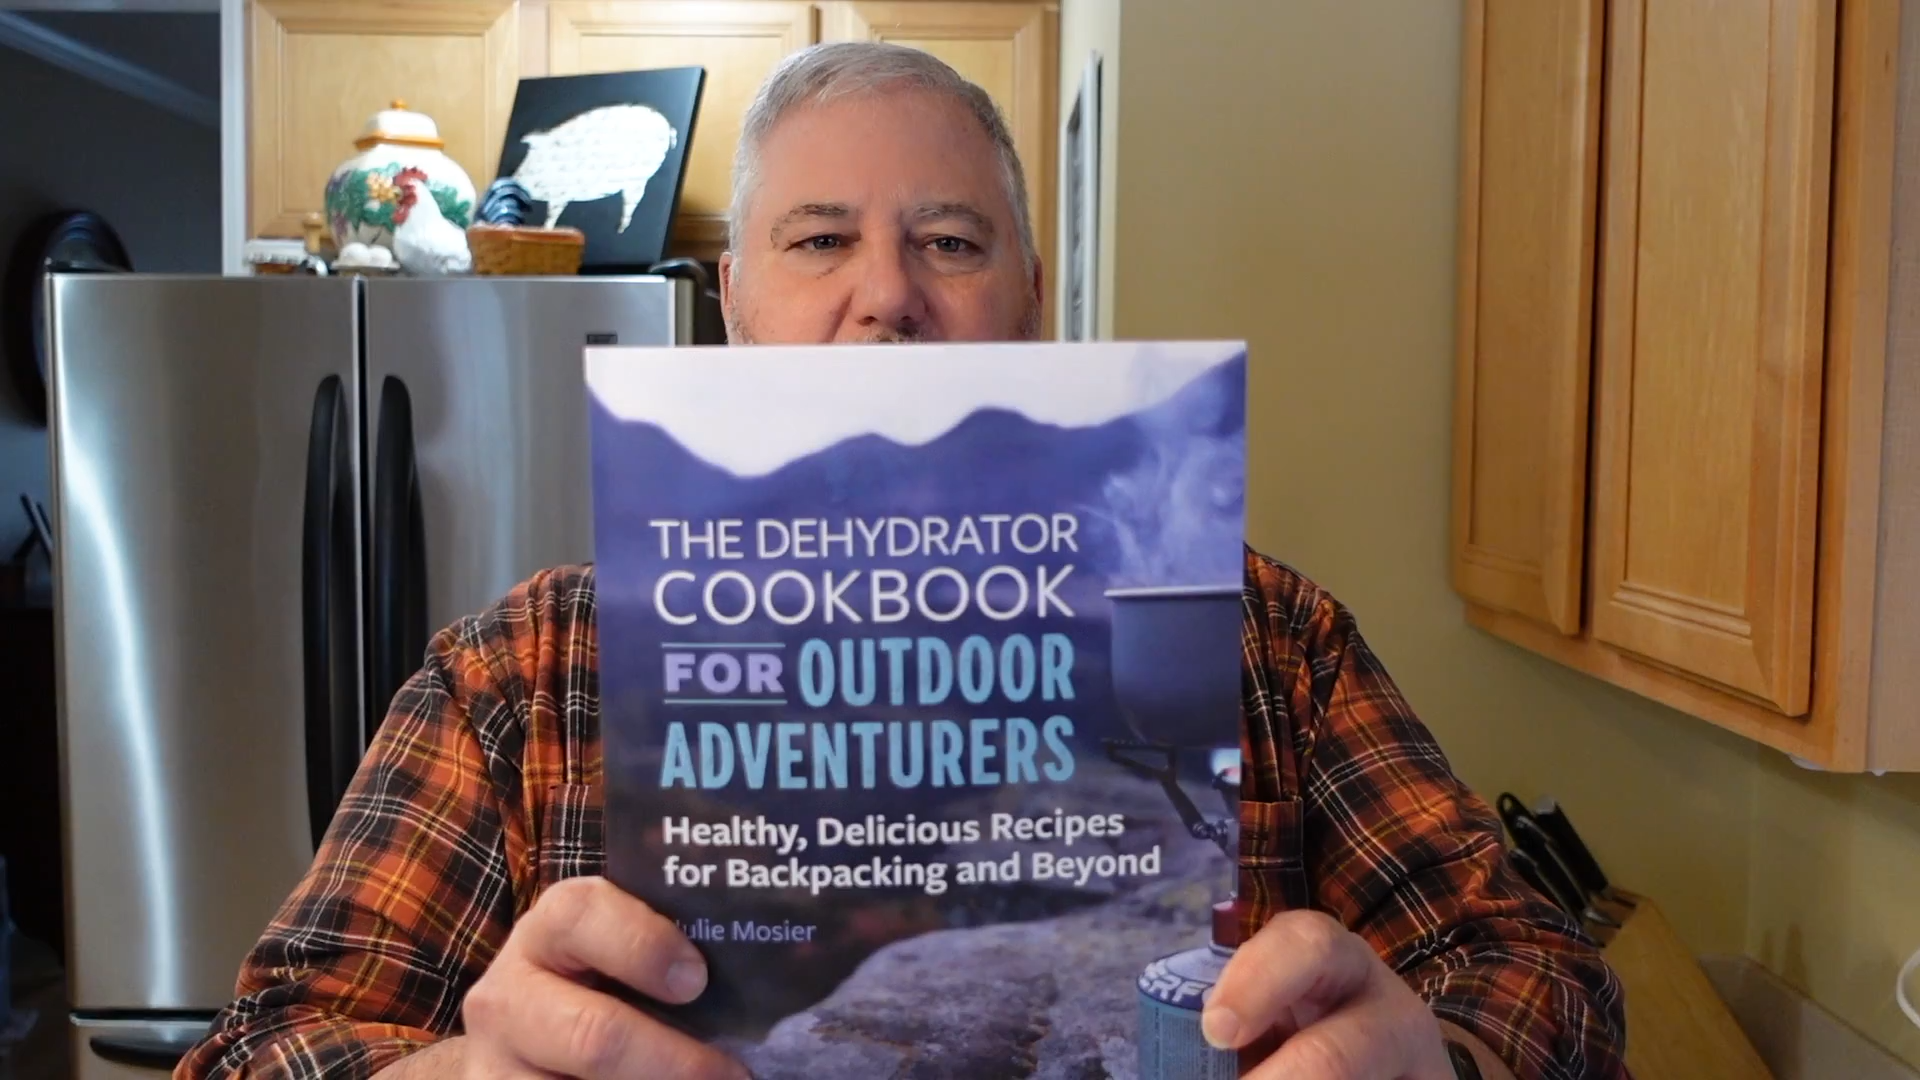 THE DEHYDRATOR
COOKBOOK
FOR OUTDOOR
ADVENTURERS
Healthy, Delicious Recipes
for Backpacking and Beyond
Julie Mosier